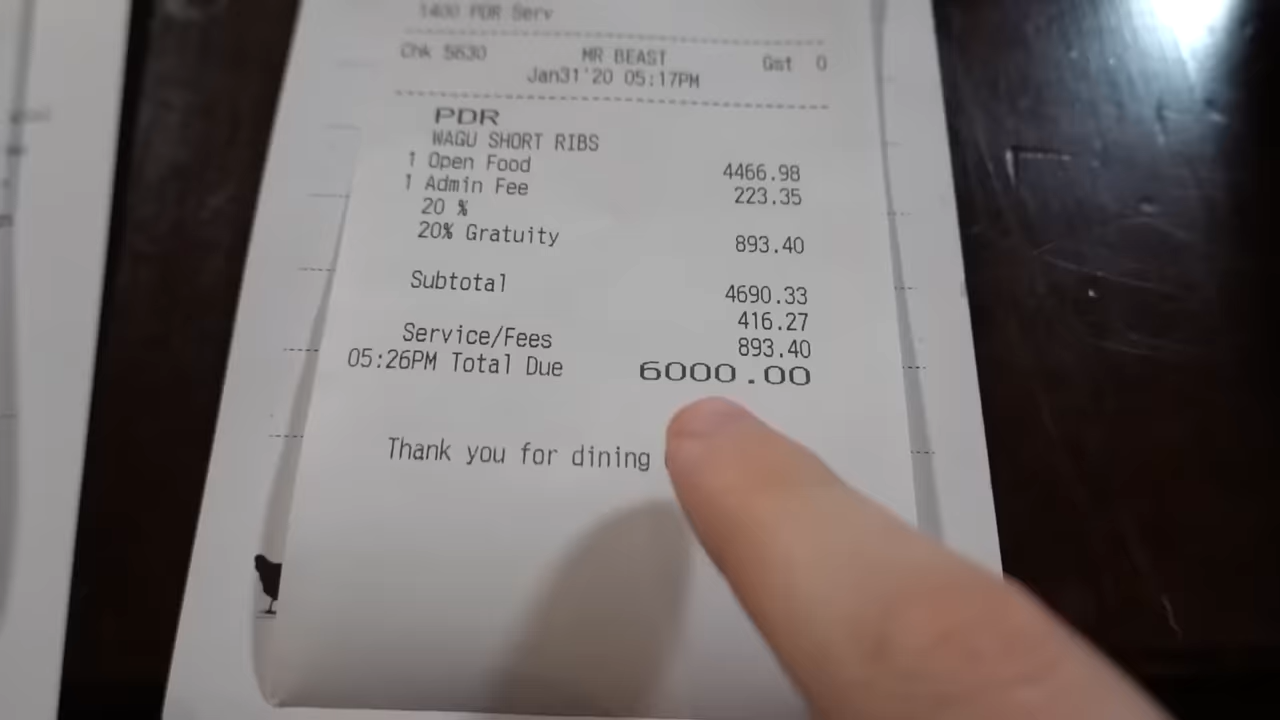 1400 PDR Serv
Chk 5630 MR BEAST Gst 0
Jan31'20 05:17PM
PDR
WAGU SHORT RIBS
1 Open Food 4466.98
1 Admin Fee 223.35
20 %
20% Gratuity 893.40
Subtotal 4690.33
416.27
Service/Fees 893.40
05:26PM Total Due 6000.00
Thank you for dining